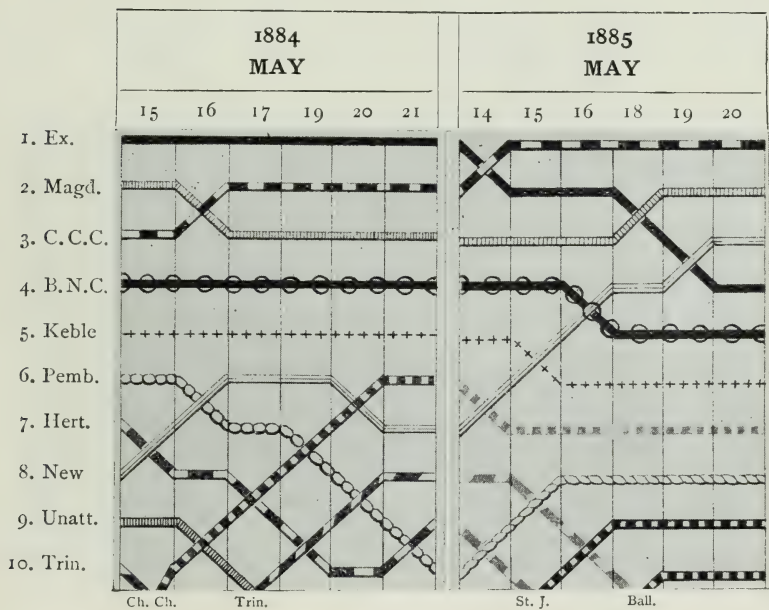 1884
MAY
1885
MAY
15 16 17 19 20 21
14 15 16 18 19 20
1. Ex.
2. Magd.
3. C.C.C.
4. B.N.C.
5. Keble
6. Pemb.
7. Hert.
8. New
9. Unatt.
10. Trin.
Ch. Ch. Trin. St. J. Ball.